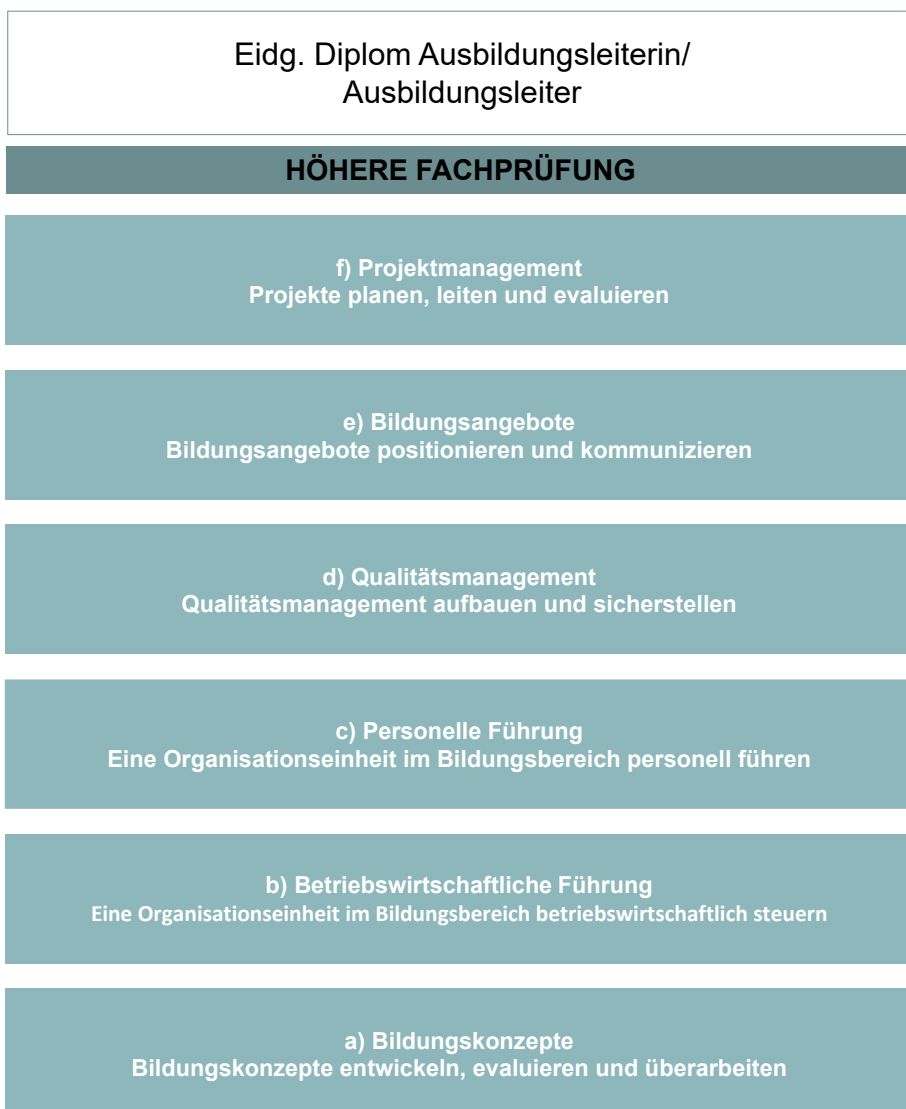 Eidg. Diplom Ausbildungsleiterin/
Ausbildungsleiter
HÖHERE FACHPRÜFUNG
f) Projektmanagement
Projekte planen, leiten und evaluieren
e) Bildungsangebote
Bildungsangebote positionieren und kommunizieren
d) Qualitätsmanagement
Qualitätsmanagement aufbauen und sicherstellen
c) Personelle Führung
Eine Organisationseinheit im Bildungsbereich personell führen
b) Betriebswirtschaftliche Führung
Eine Organisationseinheit im Bildungsbereich betriebswirtschaftlich steuern
a) Bildungskonzepte
Bildungskonzepte entwickeln, evaluieren und überarbeiten